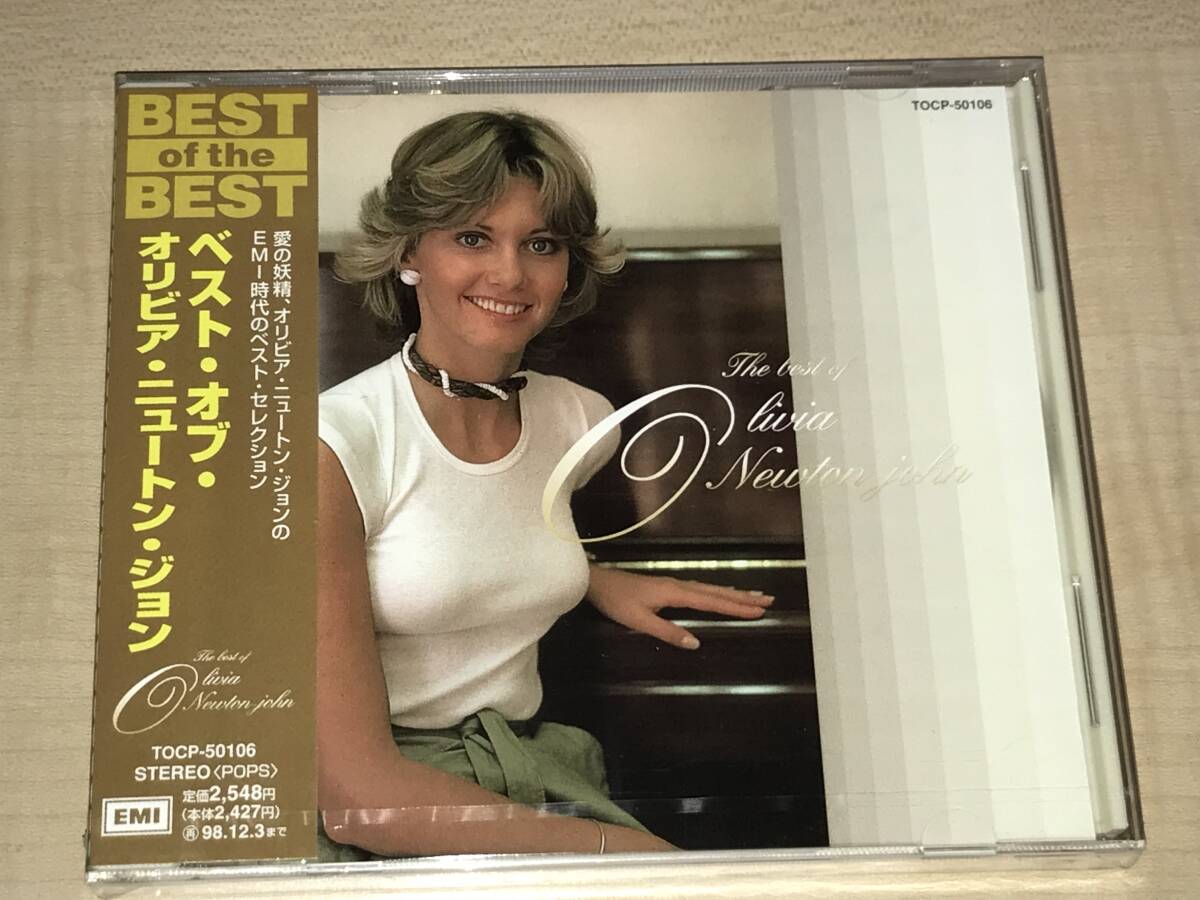 BEST
of the
BEST
愛の妖精、オリビア・ニュートン・ジョンの
EMI時代のベスト・セレクション
ベスト・オブ・
オリビア・ニュートン・ジョン
The best of
Olivia
Newton-john
TOCP-50106
STEREO〈POPS〉
EMI
定価2,548円
(本体2,427円)
再98.12.3まで
TOCP-50106
The best of
Olivia
Newton-john